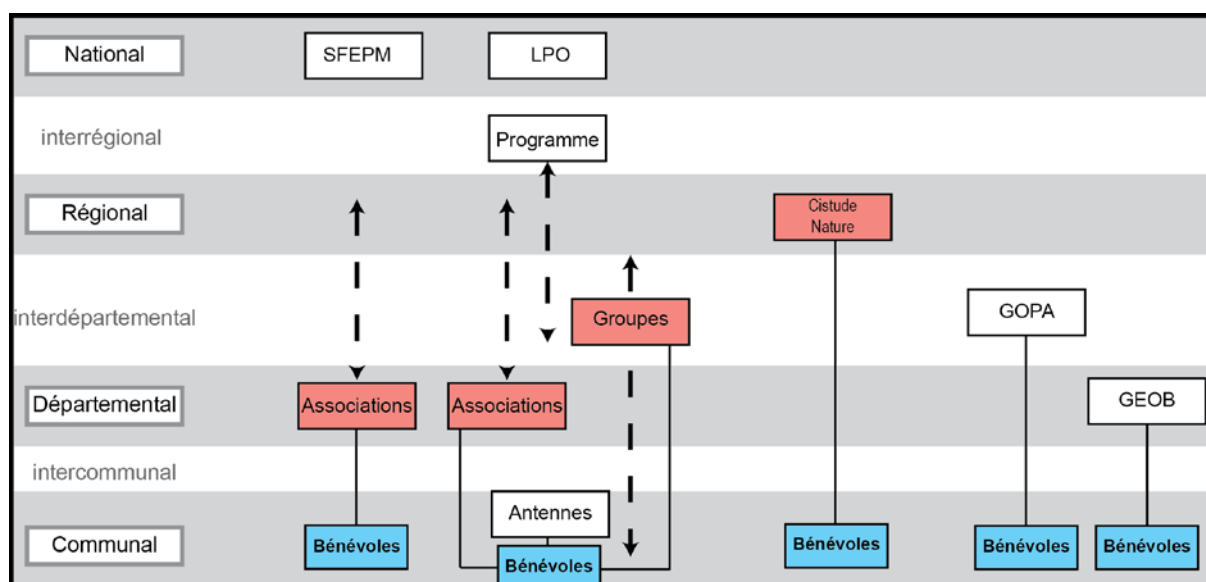 National
SFEPM
LPO
interrégional
Programme
Régional
Cistude
Nature
interdépartemental
Groupes
GOPA
Départemental
Associations
Associations
GEOB
intercommunal
Antennes
Communal
Bénévoles
Bénévoles
Bénévoles
Bénévoles
Bénévoles